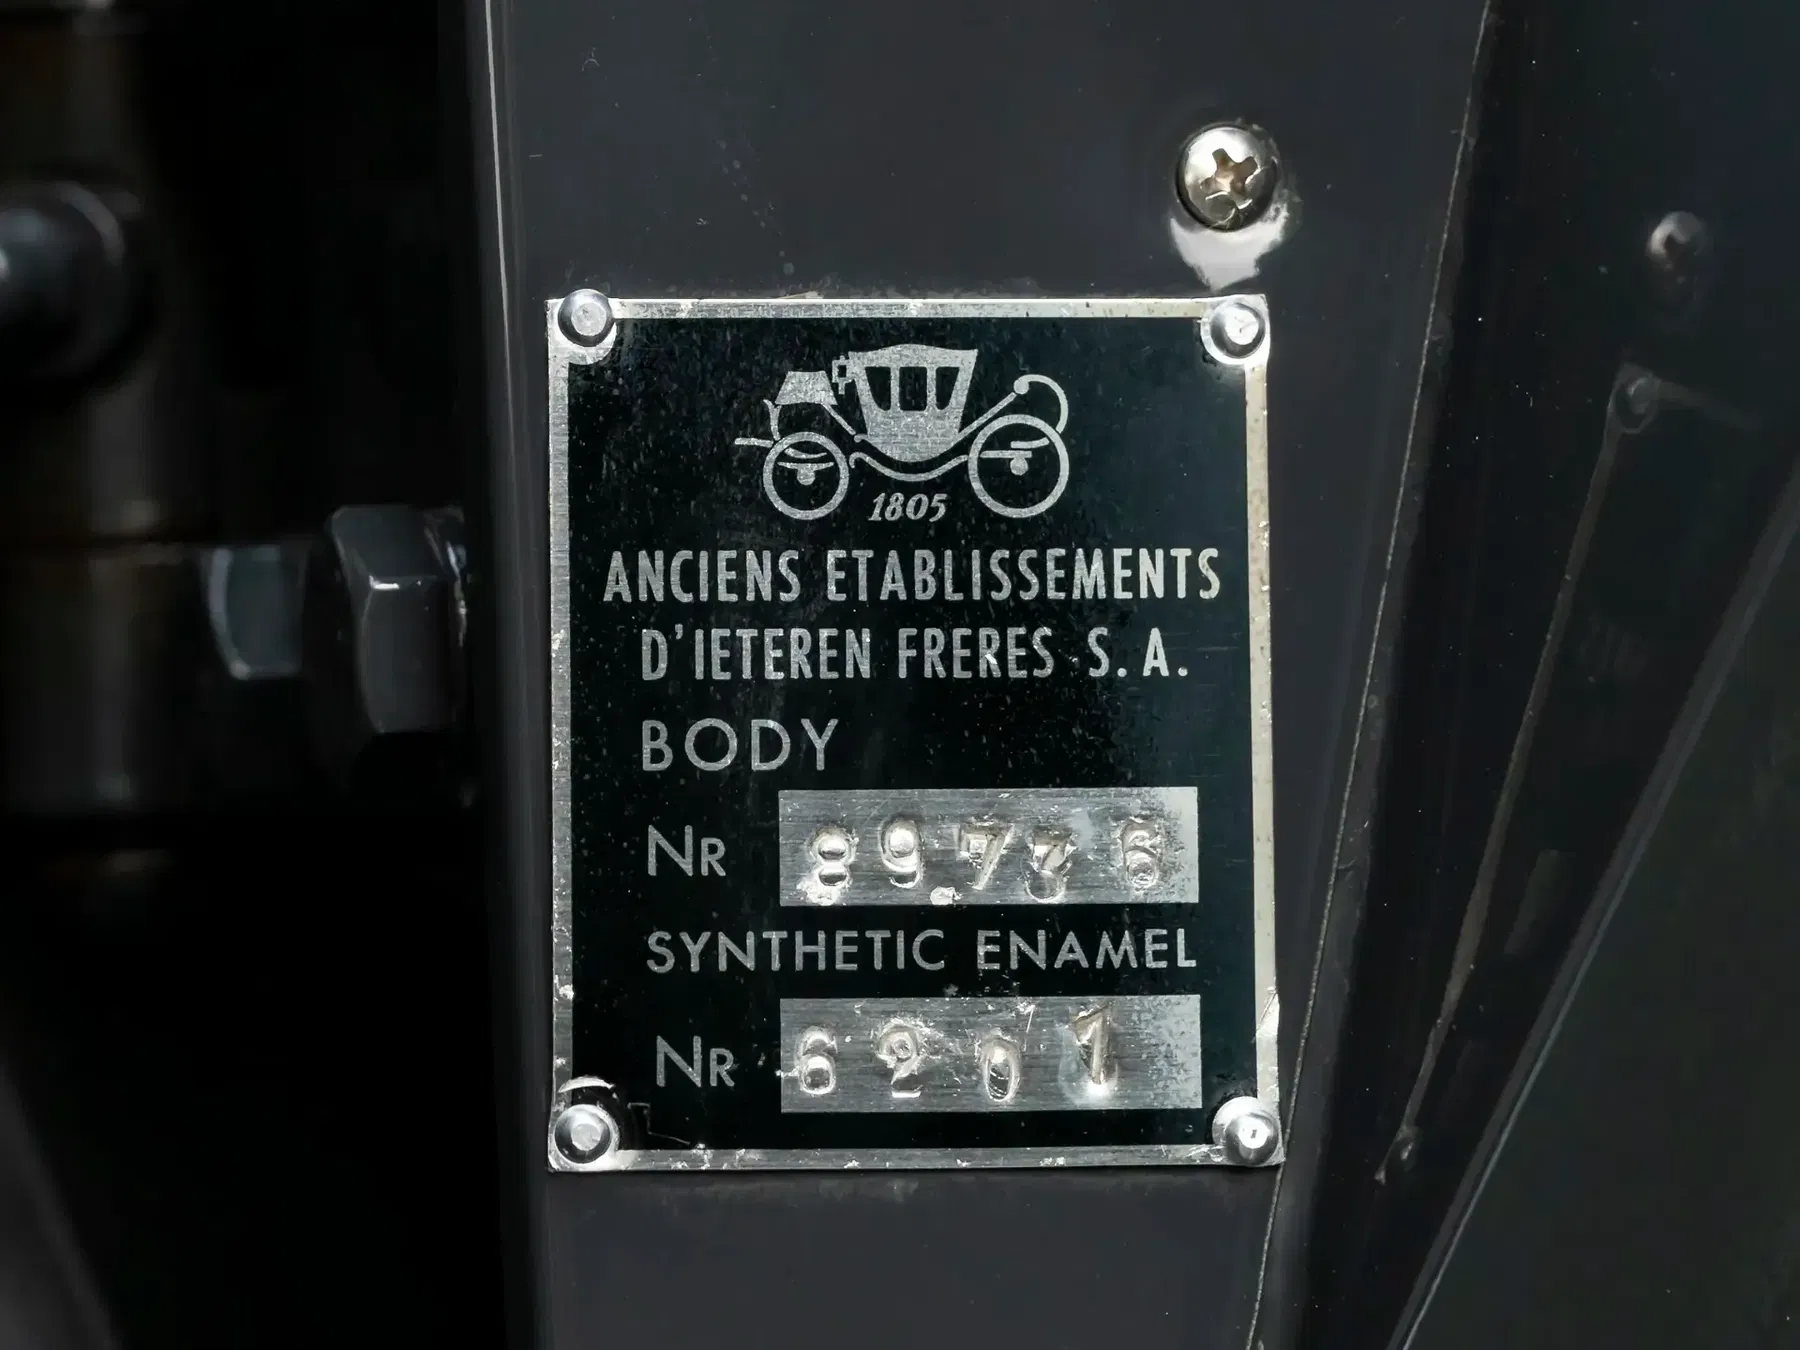 1805
ANCIENS ETABLISSEMENTS
D'IETEREN FRERES S.A.
BODY
NR 89736
SYNTHETIC ENAMEL
NR 6201